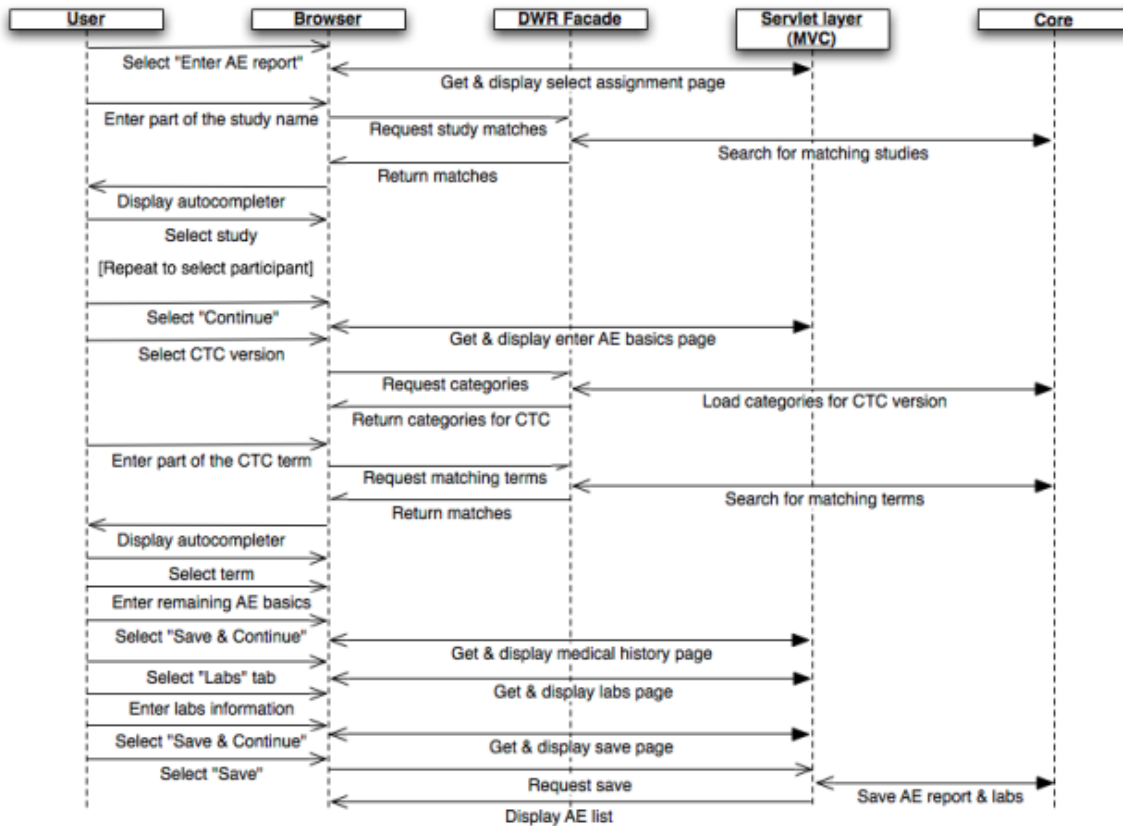 User
Browser
DWR Facade
Servlet layer
(MVC)
Core
Select "Enter AE report"
Get & display select assignment page
Enter part of the study name
Request study matches
Search for matching studies
Return matches
Display autocompleter
Select study
[Repeat to select participant]
Select "Continue"
Get & display enter AE basics page
Select CTC version
Request categories
Load categories for CTC version
Return categories for CTC
Enter part of the CTC term
Request matching terms
Search for matching terms
Return matches
Display autocompleter
Select term
Enter remaining AE basics
Select "Save & Continue"
Get & display medical history page
Select "Labs" tab
Get & display labs page
Enter labs information
Select "Save & Continue"
Get & display save page
Select "Save"
Request save
Save AE report & labs
Display AE list